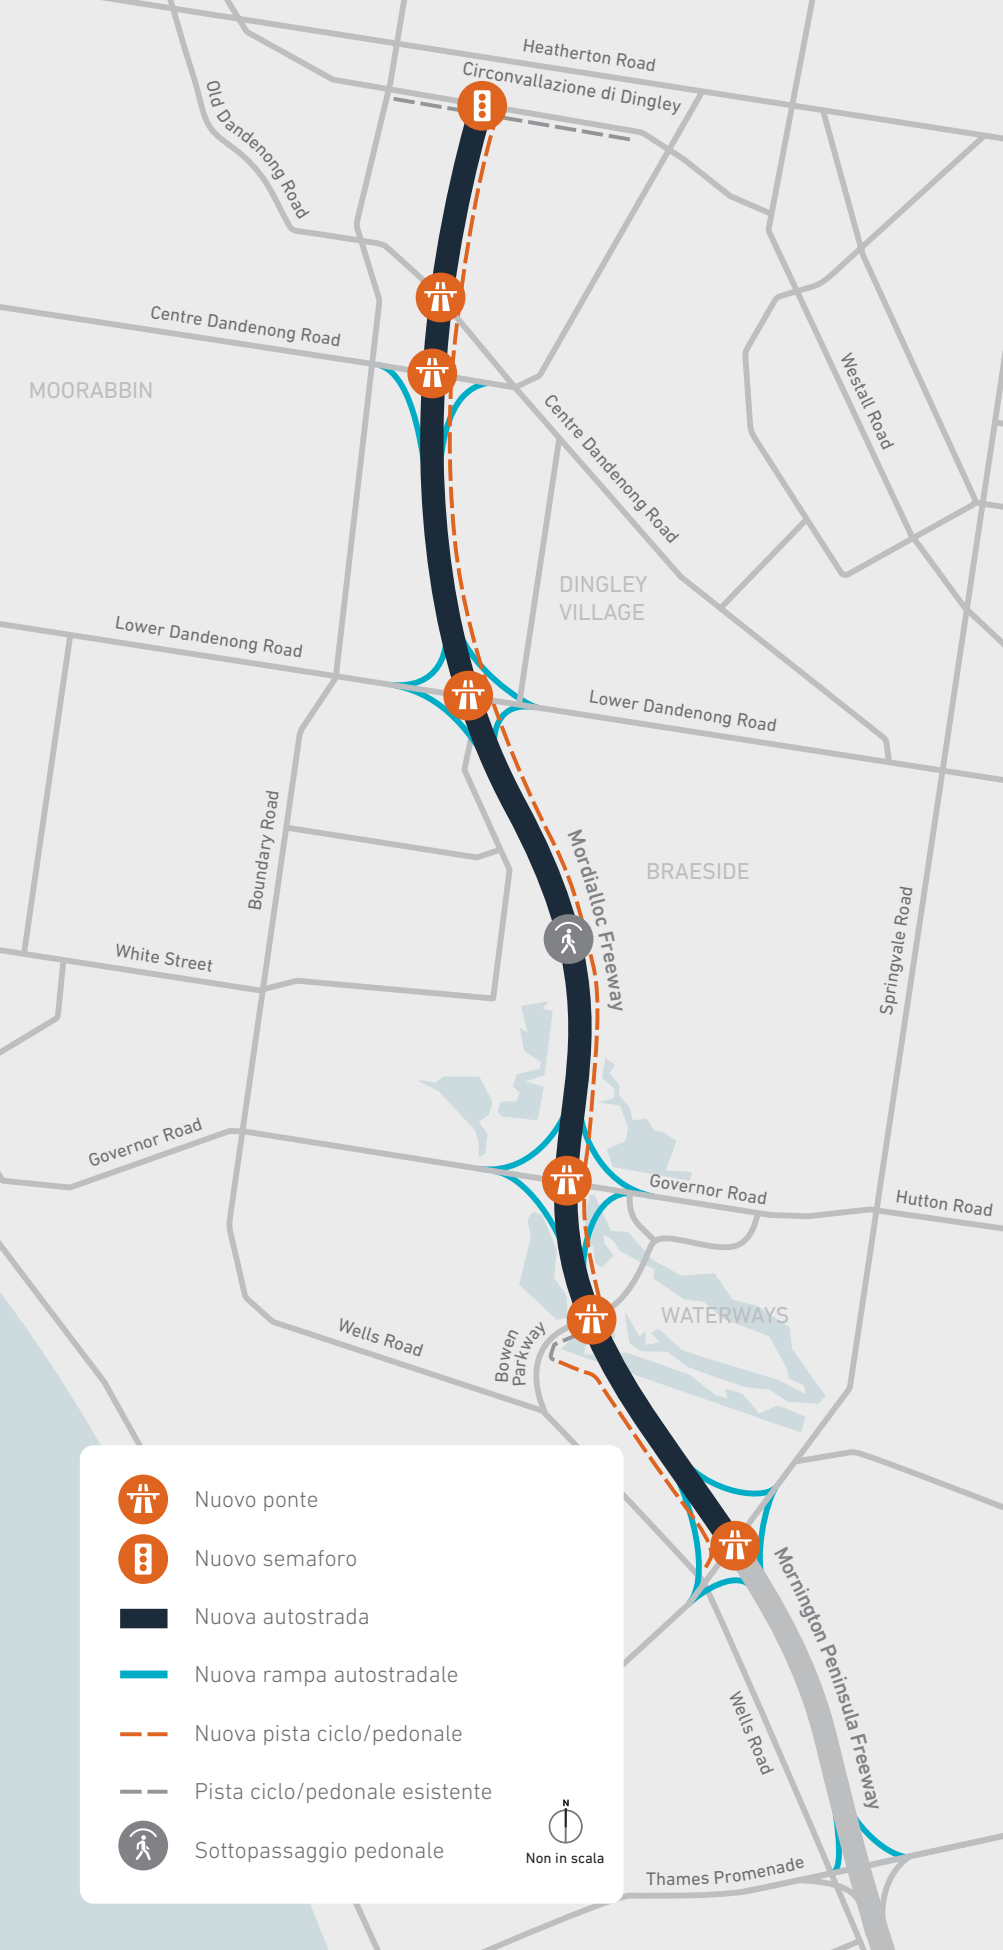 Heatherton Road
Circonvallazione di Dingley
Old Dandenong Road
Centre Dandenong Road
MOORABBIN
Westall Road
Centre Dandenong Road
DINGLEY
VILLAGE
Lower Dandenong Road
Lower Dandenong Road
Boundary Road
Mordialloc Freeway
BRAESIDE
Springvale Road
White Street
Governor Road
Governor Road
Hutton Road
WATERWAYS
Wells Road
Bowen
Parkway
Mornington Peninsula Freeway
Wells Road
Thames Promenade
Nuovo ponte
Nuovo semaforo
Nuova autostrada
Nuova rampa autostradale
Nuova pista ciclo/pedonale
Pista ciclo/pedonale esistente
Sottopassaggio pedonale
N
Non in scala